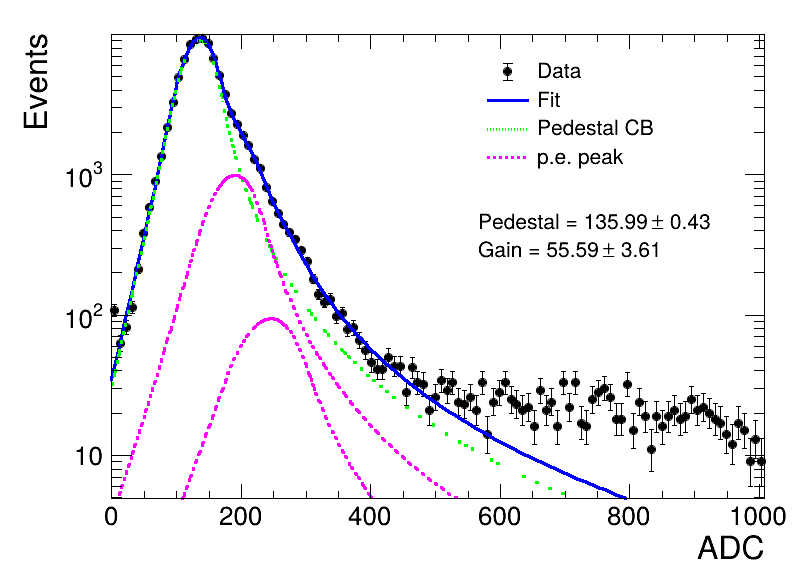 Events
Data
Fit
Pedestal CB
p.e. peak
10³
Pedestal = 135.99 ± 0.43
Gain = 55.59 ± 3.61
10²
10
0 200 400 600 800 1000
ADC